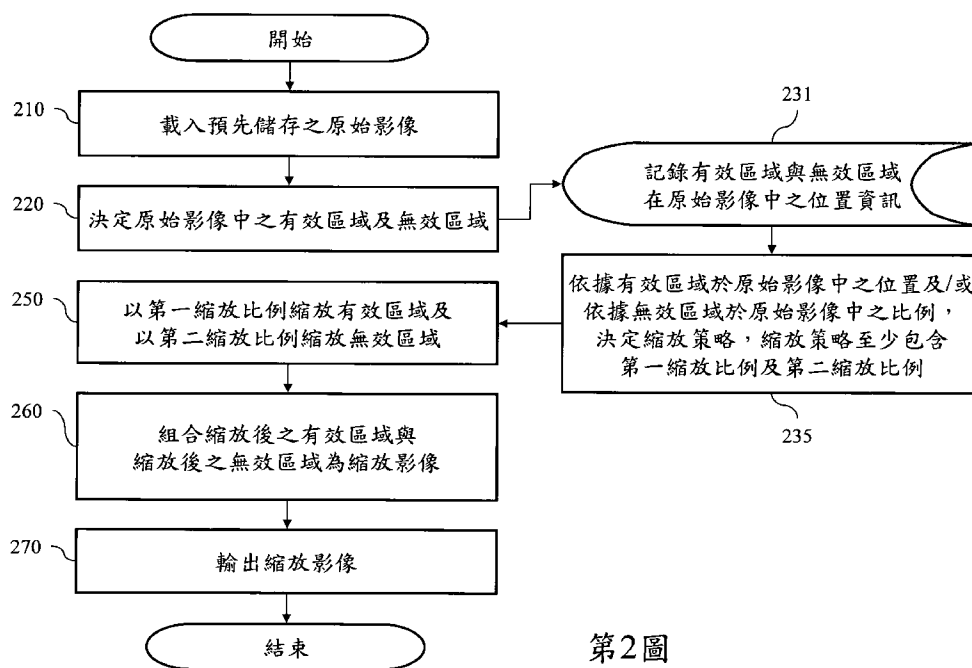 開始
210
載入預先儲存之原始影像
220
決定原始影像中之有效區域及無效區域
231
記錄有效區域與無效區域
在原始影像中之位置資訊
依據有效區域於原始影像中之位置及/或
依據無效區域於原始影像中之比例，
決定縮放策略，縮放策略至少包含
第一縮放比例及第二縮放比例
235
250
以第一縮放比例縮放有效區域及
以第二縮放比例縮放無效區域
260
組合縮放後之有效區域與
縮放後之無效區域為縮放影像
270
輸出縮放影像
結束
第2圖